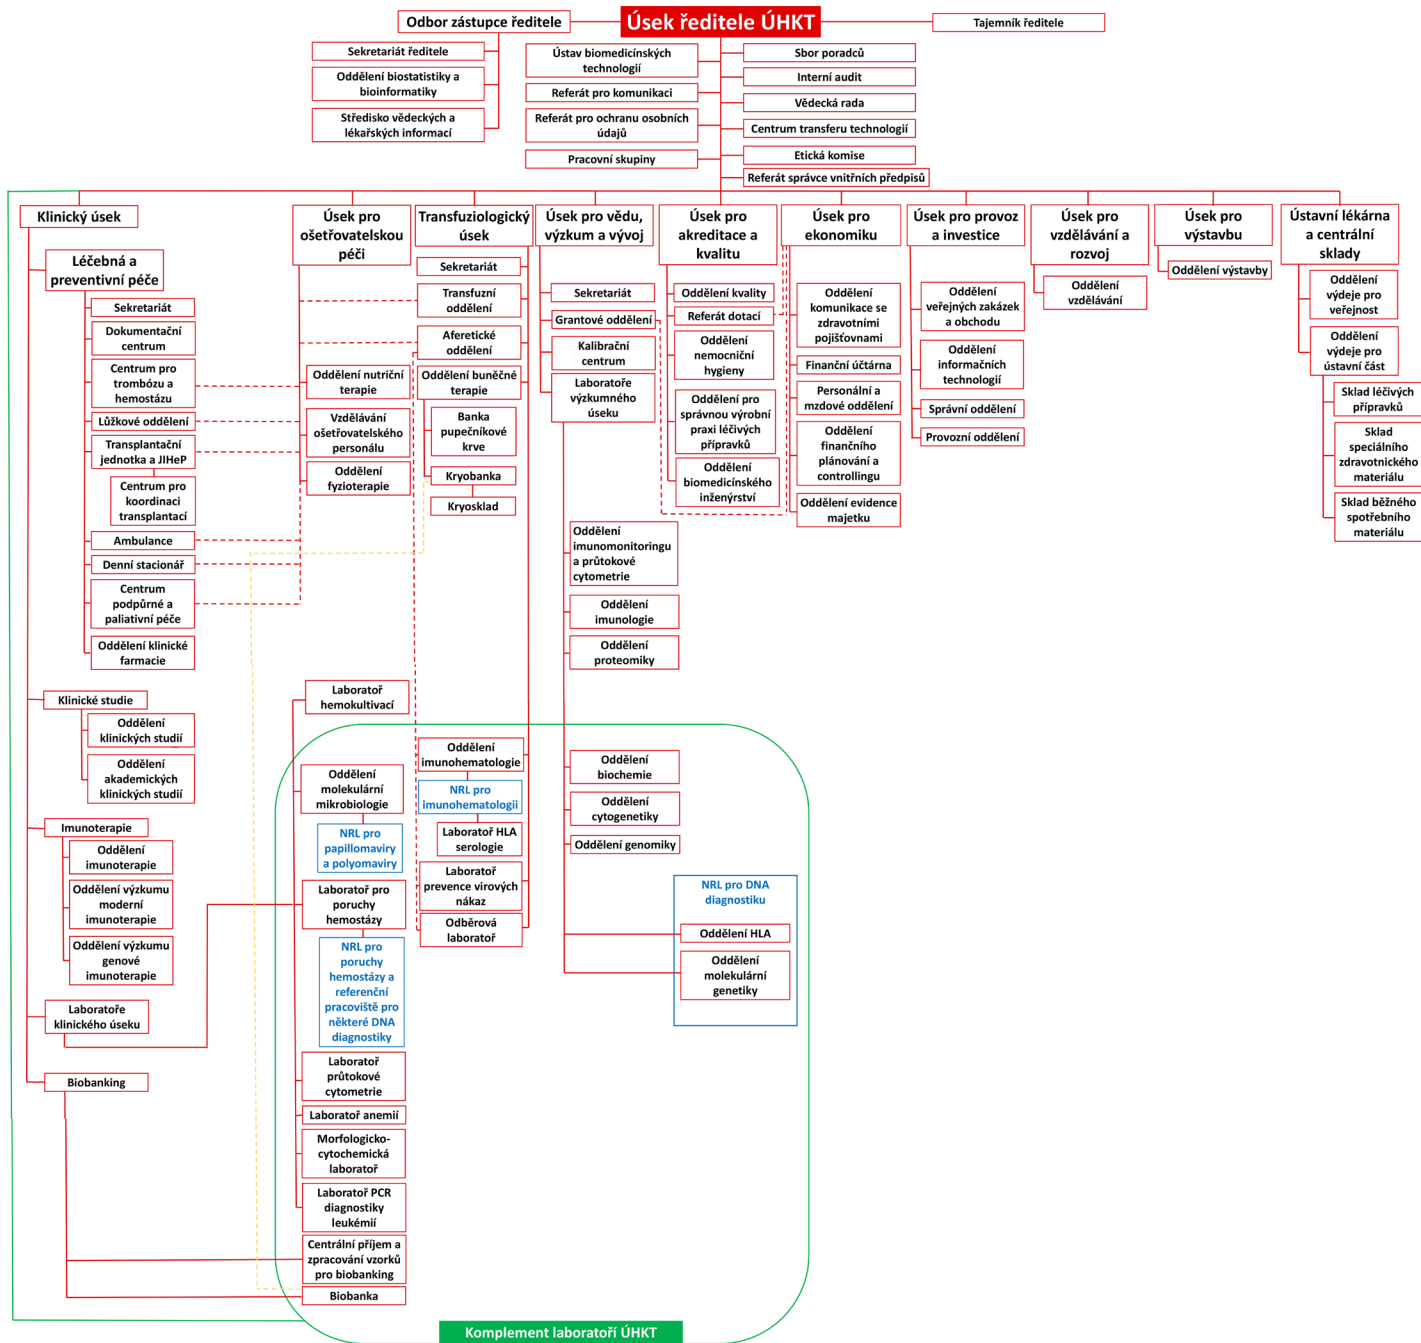 Odbor zástupce ředitele
Úsek ředitele ÚHKT
Tajemník ředitele
Sekretariát ředitele
Oddělení biostatistiky a
bioinformatiky
Středisko vědeckých a
lékařských informací
Ústav biomedicínských
technologií
Referát pro komunikaci
Referát pro ochranu osobních
údajů
Pracovní skupiny
Sbor poradců
Interní audit
Vědecká rada
Centrum transferu technologií
Etická komise
Referát správce vnitřních předpisů
Klinický úsek
Léčebná a
preventivní péče
Sekretariát
Dokumentační
centrum
Centrum pro
trombózu a
hemostázu
Lůžkové oddělení
Transplantační
jednotka a JIHeP
Centrum pro
koordinaci
transplantací
Ambulance
Denní stacionář
Centrum
podpůrné a
paliativní péče
Oddělení klinické
farmacie
Klinické studie
Oddělení
klinických studií
Oddělení
akademických
klinických studií
Imunoterapie
Oddělení
imunoterapie
Oddělení výzkumu
moderní
imunoterapie
Oddělení výzkumu
genové
imunoterapie
Laboratoře
klinického úseku
Biobanking
Úsek pro
ošetřovatelskou
péči
Oddělení nutriční
terapie
Vzdělávání
ošetřovatelského
personálu
Oddělení
fyzioterapie
Laboratoř
hemokultivací
Oddělení
molekulární
mikrobiologie
NRL pro
papillomaviry
a polyomaviry
Laboratoř pro
poruchy
hemostázy
NRL pro
poruchy
hemostázy a
referenční
pracoviště pro
některé DNA
diagnostiky
Laboratoř
průtokové
cytometrie
Laboratoř anemií
Morfologicko-
cytochemická
laboratoř
Laboratoř PCR
diagnostiky
leukémií
Centrální příjem a
zpracování vzorků
pro biobanking
Biobanka
Transfuziologický
úsek
Sekretariát
Transfuzní
oddělení
Aferetické
oddělení
Oddělení buněčné
terapie
Banka
pupečníkové
krve
Kryobanka
Kryosklad
Oddělení
imunohematologie
NRL pro
imunohematologii
Laboratoř HLA
serologie
Laboratoř
prevence virových
nákaz
Odběrová
laboratoř
Úsek pro vědu,
výzkum a vývoj
Sekretariát
Grantové oddělení
Kalibrační
centrum
Laboratoře
výzkumného
úseku
Oddělení
imunomonitoringu
a průtokové
cytometrie
Oddělení
imunologie
Oddělení
proteomiky
Oddělení
biochemie
Oddělení
cytogenetiky
Oddělení genomiky
NRL pro DNA
diagnostiku
Oddělení HLA
Oddělení
molekulární
genetiky
Úsek pro
akreditace a
kvalitu
Oddělení kvality
Referát dotací
Oddělení
nemocniční
hygieny
Oddělení pro
správnou výrobní
praxi léčivých
přípravků
Oddělení
biomedicínského
inženýrství
Úsek pro
ekonomiku
Oddělení
komunikace se
zdravotními
pojišťovnami
Finanční účtárna
Personální a
mzdové oddělení
Oddělení
finančního
plánování a
controllingu
Oddělení evidence
majetku
Úsek pro provoz
a investice
Oddělení
veřejných zakázek
a obchodu
Oddělení
informačních
technologií
Správní oddělení
Provozní oddělení
Úsek pro
vzdělávání a
rozvoj
Oddělení
vzdělávání
Úsek pro
výstavbu
Oddělení výstavby
Ústavní lékárna
a centrální
sklady
Oddělení
výdeje pro
veřejnost
Oddělení
výdeje pro
ústavní část
Sklad léčivých
přípravků
Sklad
speciálního
zdravotnického
materiálu
Sklad běžného
spotřebního
materiálu
Komplement laboratoří ÚHKT